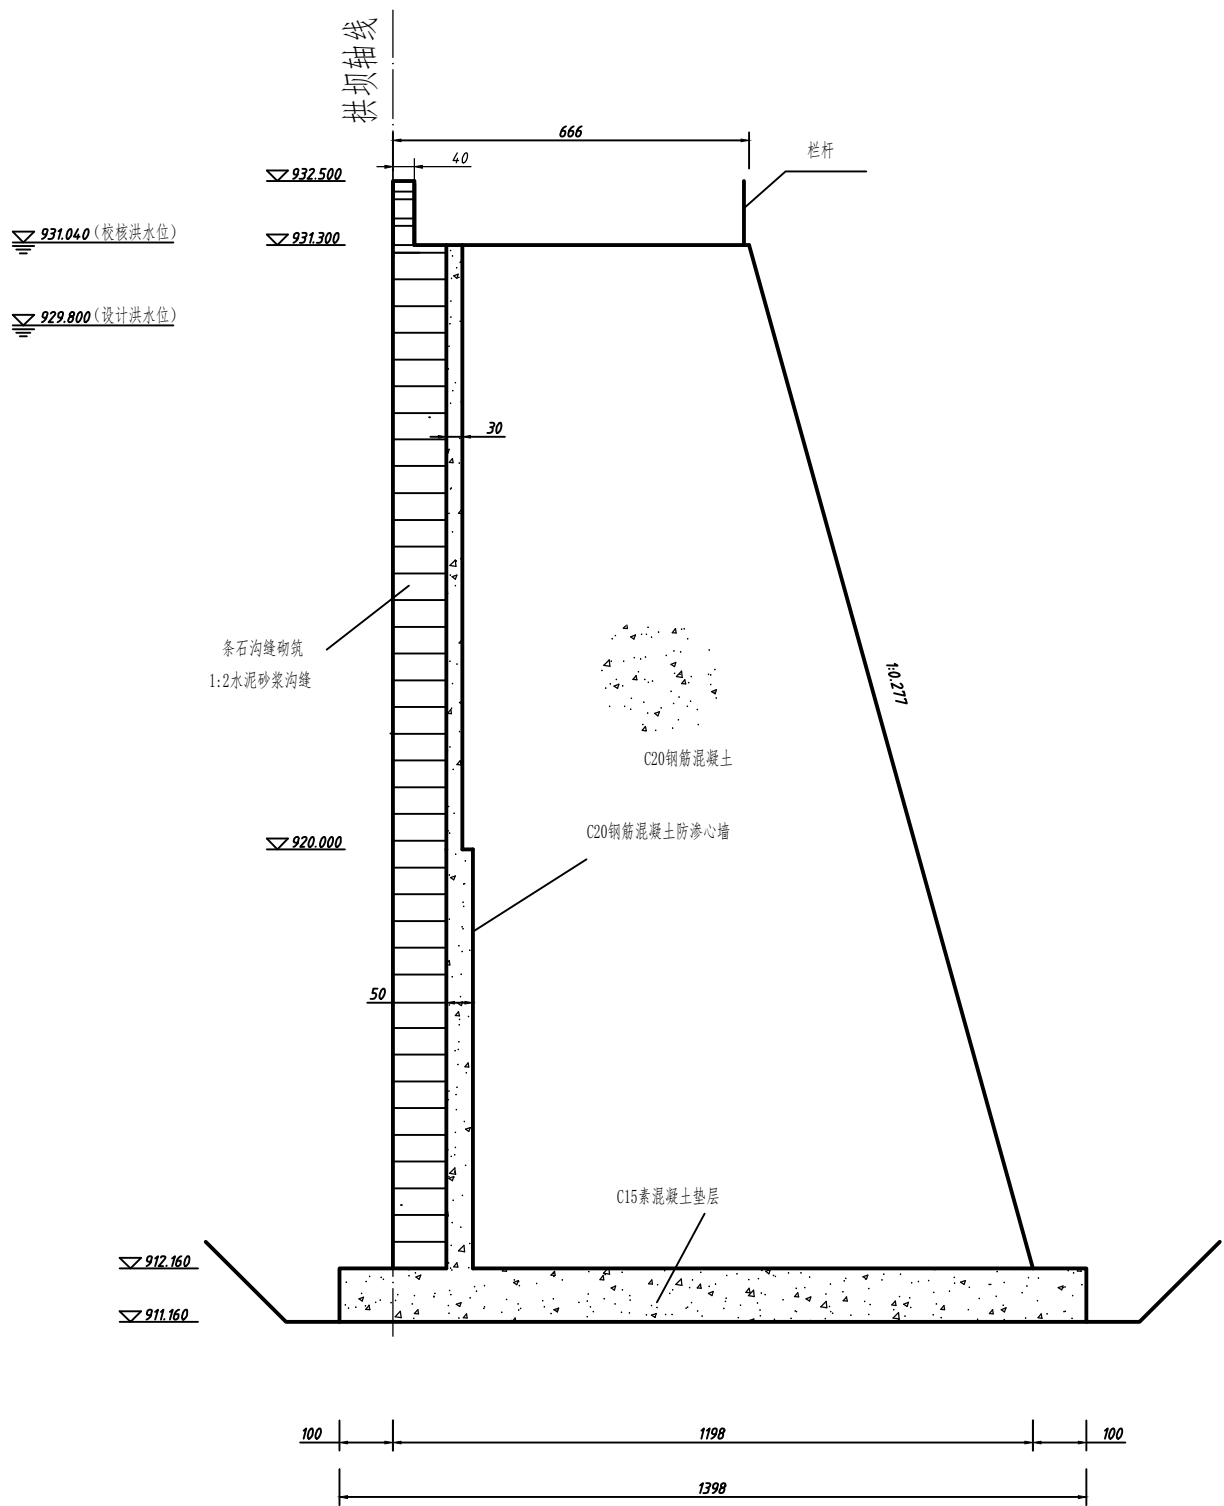 拱坝轴线
666
40
栏杆
932.500
931.040(校核洪水位)
931.300
929.800(设计洪水位)
30
条石沟缝砌筑
1:2水泥砂浆沟缝
1:0.277
C20钢筋混凝土
C20钢筋混凝土防渗心墙
920.000
50
C15素混凝土垫层
912.160
911.160
100
1198
100
1398